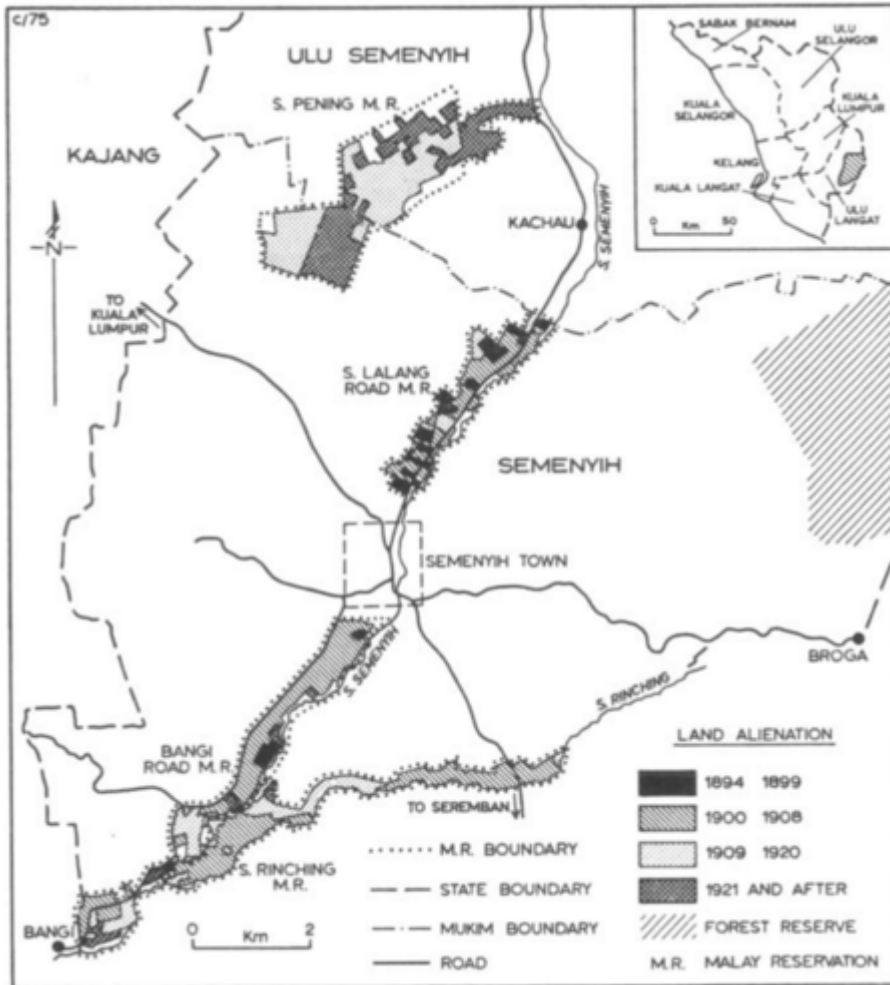 C/75
ULU SEMENYIH
S. PENING M.R.
KAJANG
N
TO
KUALA
LUMPUR
KACHAU
S. SEMENYIH
S. LALANG
ROAD M.R.
SEMENYIH
SEMENYIH TOWN
S. SEMENYIH
BROGA
S. RINCHING
BANGI
ROAD M.R.
TO SEREMBAN
S. RINCHING
M.R.
BANGI
0 2
Km
SABAK BERNAM
ULU
SELANGOR
KUALA
SELANGOR
KUALA
LUMPUR
KELANG
KUALA LANGAT
ULU
LANGAT
0 50
Km
M.R. BOUNDARY
STATE BOUNDARY
MUKIM BOUNDARY
ROAD
LAND ALIENATION
1894 1899
1900 1908
1909 1920
1921 AND AFTER
FOREST RESERVE
M.R. MALAY RESERVATION